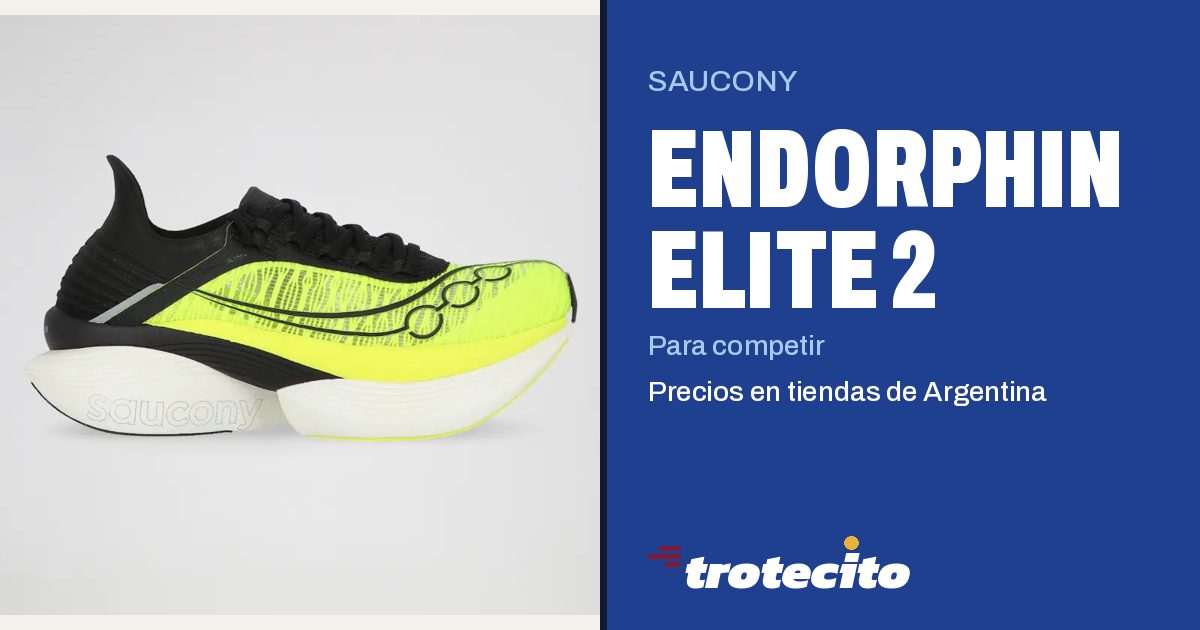 saucony
SAUCONY
ENDORPHIN
ELITE 2
Para competir
Precios en tiendas de Argentina
trotecito